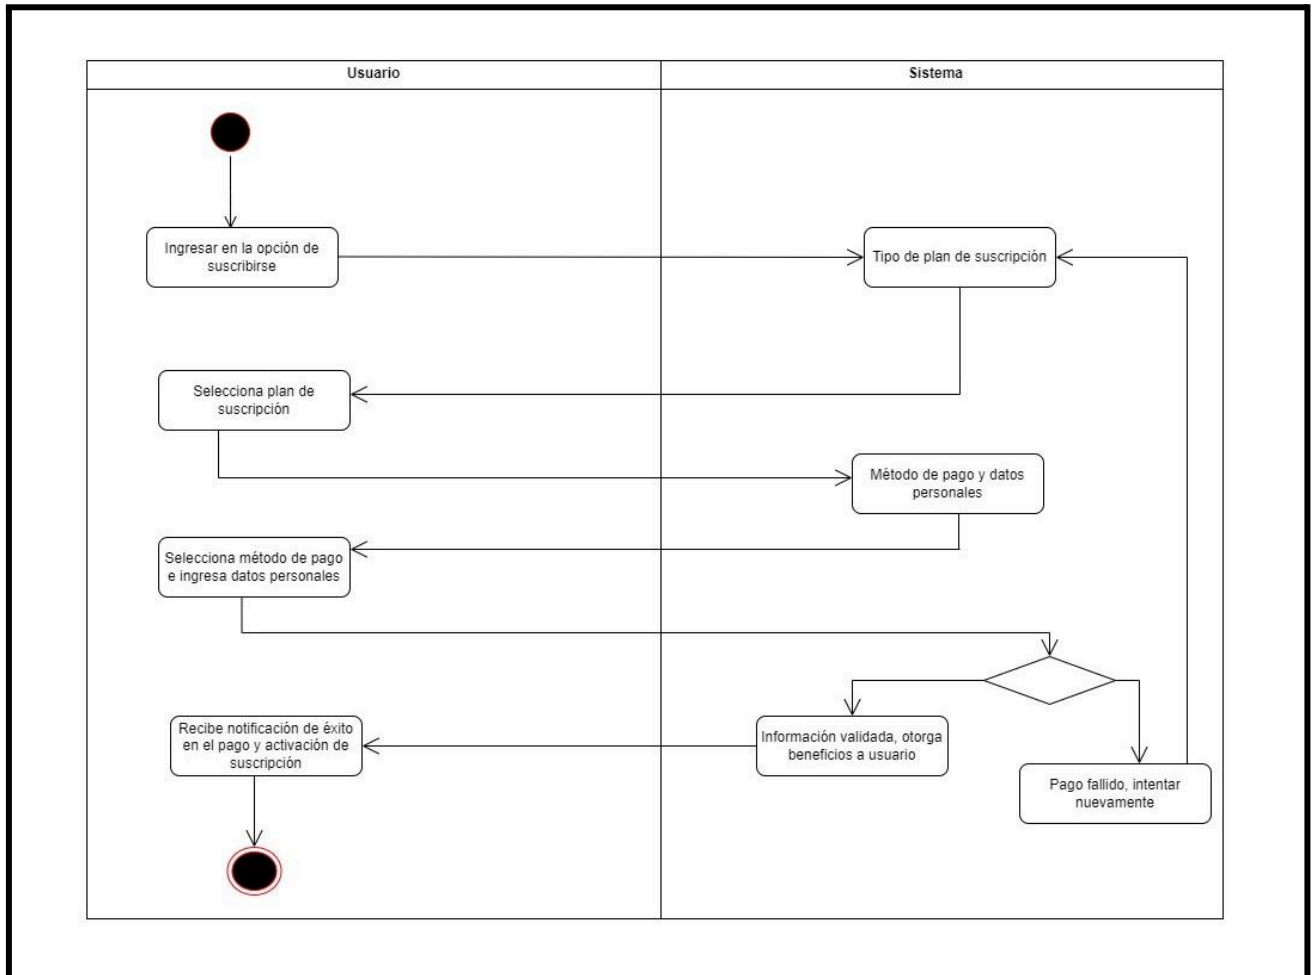 Usuario
Sistema
Ingresar en la opción de
suscribirse
Tipo de plan de suscripción
Selecciona plan de
suscripción
Método de pago y datos
personales
Selecciona método de pago
e ingresa datos personales
Recibe notificación de éxito
en el pago y activación de
suscripción
Información validada, otorga
beneficios a usuario
Pago fallido, intentar
nuevamente